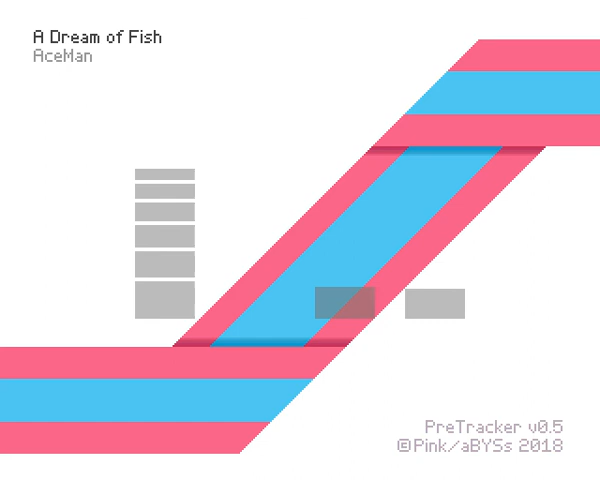 A Dream of Fish
AceMan
PreTracker v0.5
©Pink/aBYSs 2018